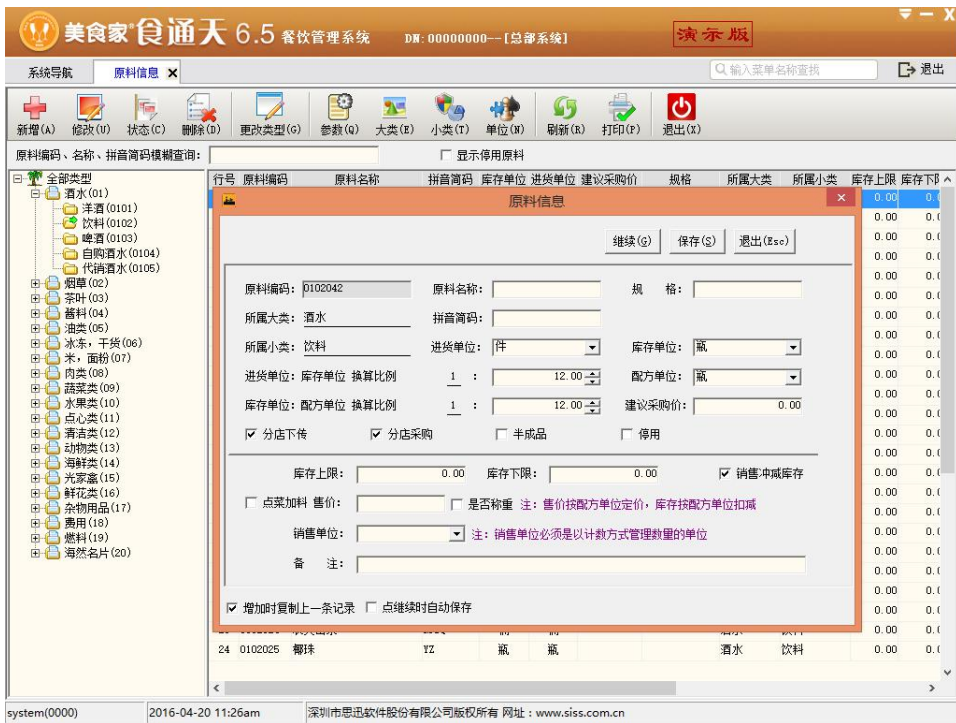 美食家 食通天 6.5 餐饮管理系统 DN:00000000--[总部系统] 演示版
系统导航 原料信息 输入菜单名称查找 退出
新增(A) 修改(U) 状态(C) 删除(D) 更改类型(G) 参数(Q) 大类(E) 小类(T) 单位(N) 刷新(R) 打印(P) 退出(X)
原料编码、名称、拼音简码模糊查询: 显示停用原料
全部类型
酒水(01)
洋酒(0101)
饮料(0102)
啤酒(0103)
自购酒水(0104)
代销酒水(0105)
烟草(02)
茶叶(03)
酱料(04)
油类(05)
冰冻，干货(06)
米，面粉(07)
肉类(08)
蔬菜类(09)
水果类(10)
点心类(11)
清洁类(12)
动物类(13)
海鲜类(14)
光家禽(15)
鲜花类(16)
杂物用品(17)
费用(18)
燃料(19)
海然名片(20)
行号 原料编码 原料名称 拼音简码 库存单位 进货单位 建议采购价 规格 所属大类 所属小类 库存上限 库存下限
原料信息
继续(G) 保存(S) 退出(Esc)
原料编码: 0102042 原料名称: 规 格:
所属大类: 酒水 拼音简码:
所属小类: 饮料 进货单位: 件 库存单位: 瓶
进货单位: 库存单位 换算比例 1 : 12.00 配方单位: 瓶
库存单位: 配方单位 换算比例 1 : 12.00 建议采购价: 0.00
分店下传 分店采购 半成品 停用
库存上限: 0.00 库存下限: 0.00 销售冲减库存
点菜加料 售价: 是否称重 注: 售价按配方单位定价，库存按配方单位扣减
销售单位: 注: 销售单位必须是以计数方式管理数量的单位
备 注:
增加时复制上一条记录 点继续时自动保存
24 0102025 椰珠 YZ 瓶 瓶 酒水 饮料 0.00
system(0000) 2016-04-20 11:26am 深圳市思迅软件股份有限公司版权所有 网址：www.siss.com.cn